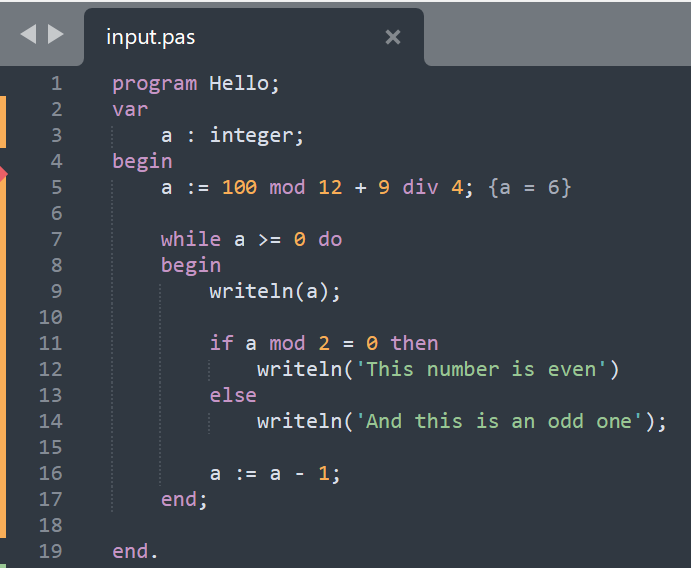 input.pas
1 program Hello;
2 var
3     a : integer;
4 begin
5     a := 100 mod 12 + 9 div 4; {a = 6}
6
7     while a >= 0 do
8     begin
9         writeln(a);
10
11         if a mod 2 = 0 then
12             writeln('This number is even')
13         else
14             writeln('And this is an odd one');
15
16         a := a - 1;
17     end;
18
19 end.